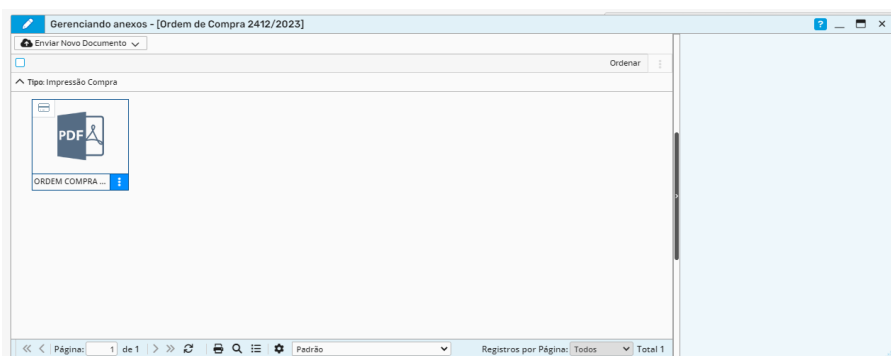 Gerenciando anexos - [Ordem de Compra 2412/2023]
?
Enviar Novo Documento
Ordenar
Tipo: Impressão Compra
PDF
ORDEM COMPRA ...
Página: 1 de 1 Padrão Registros por Página: Todos Total 1